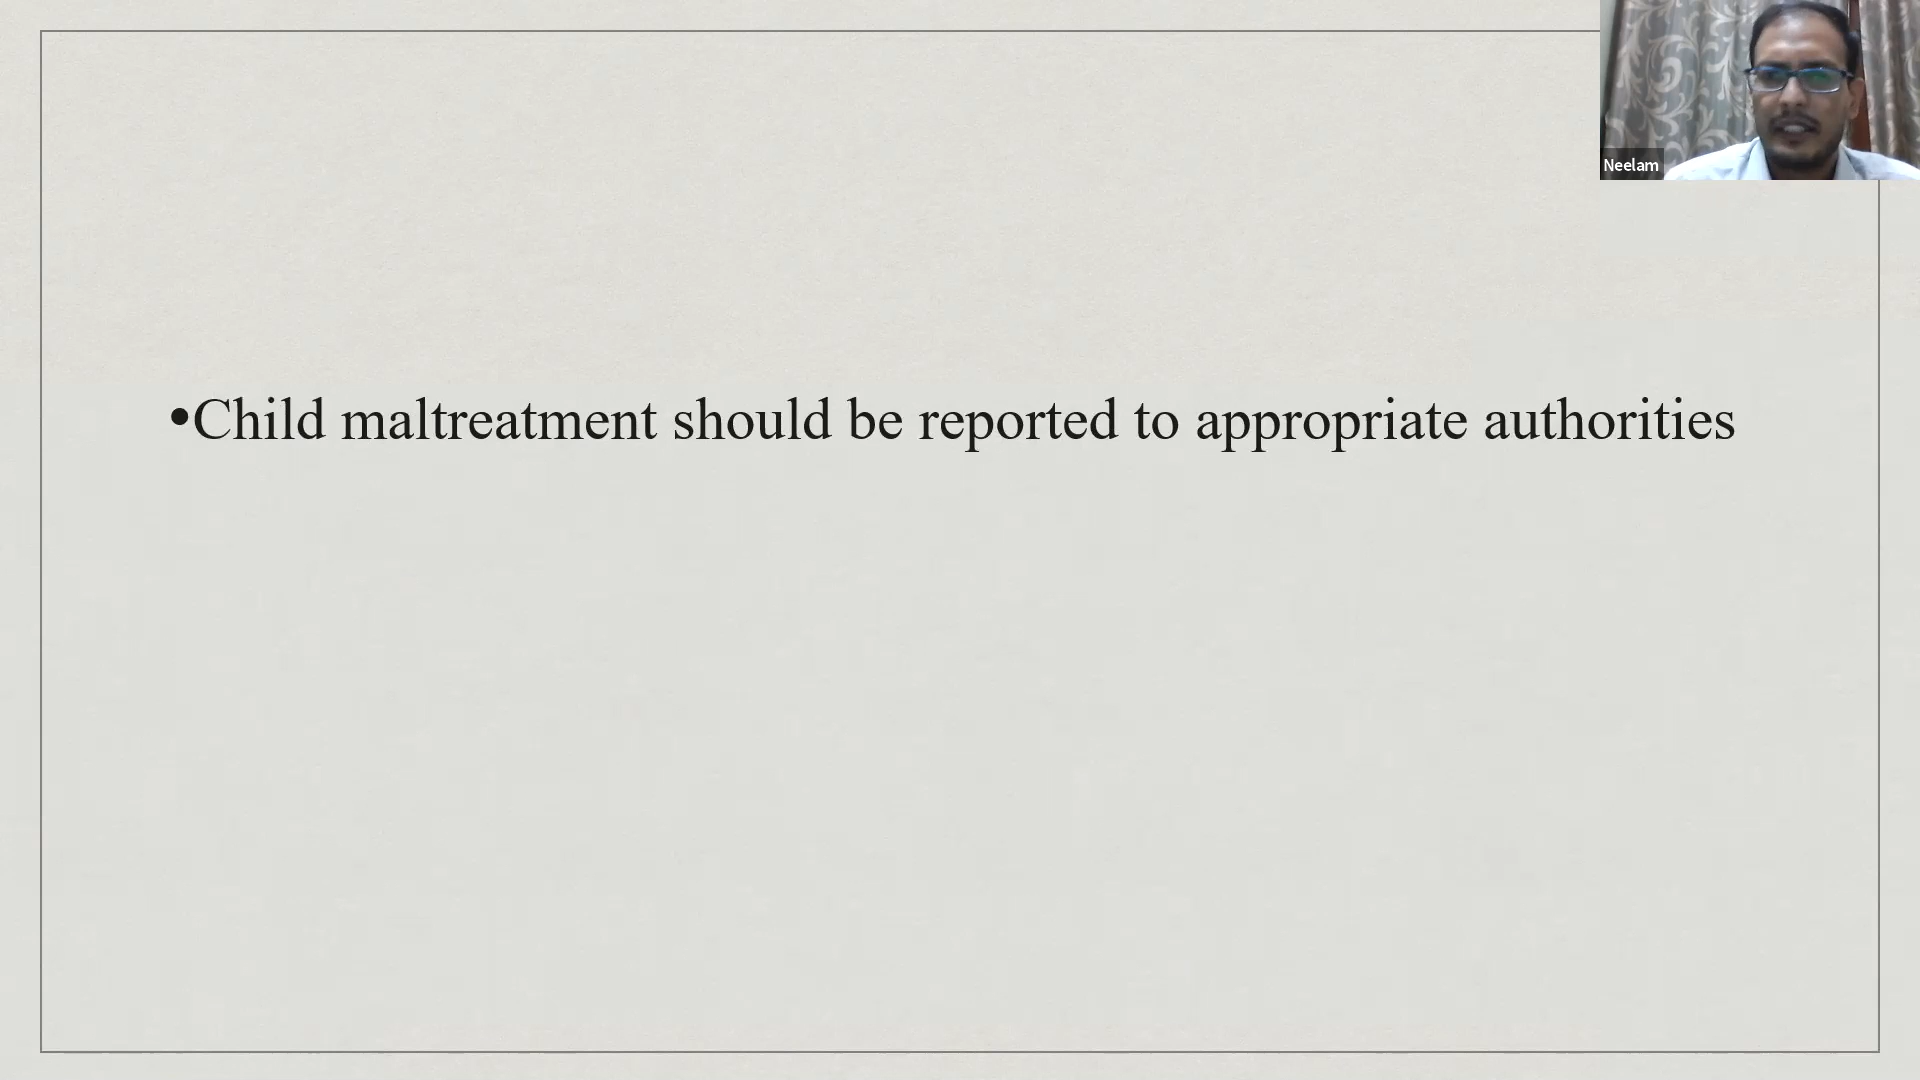 Neelam
•Child maltreatment should be reported to appropriate authorities